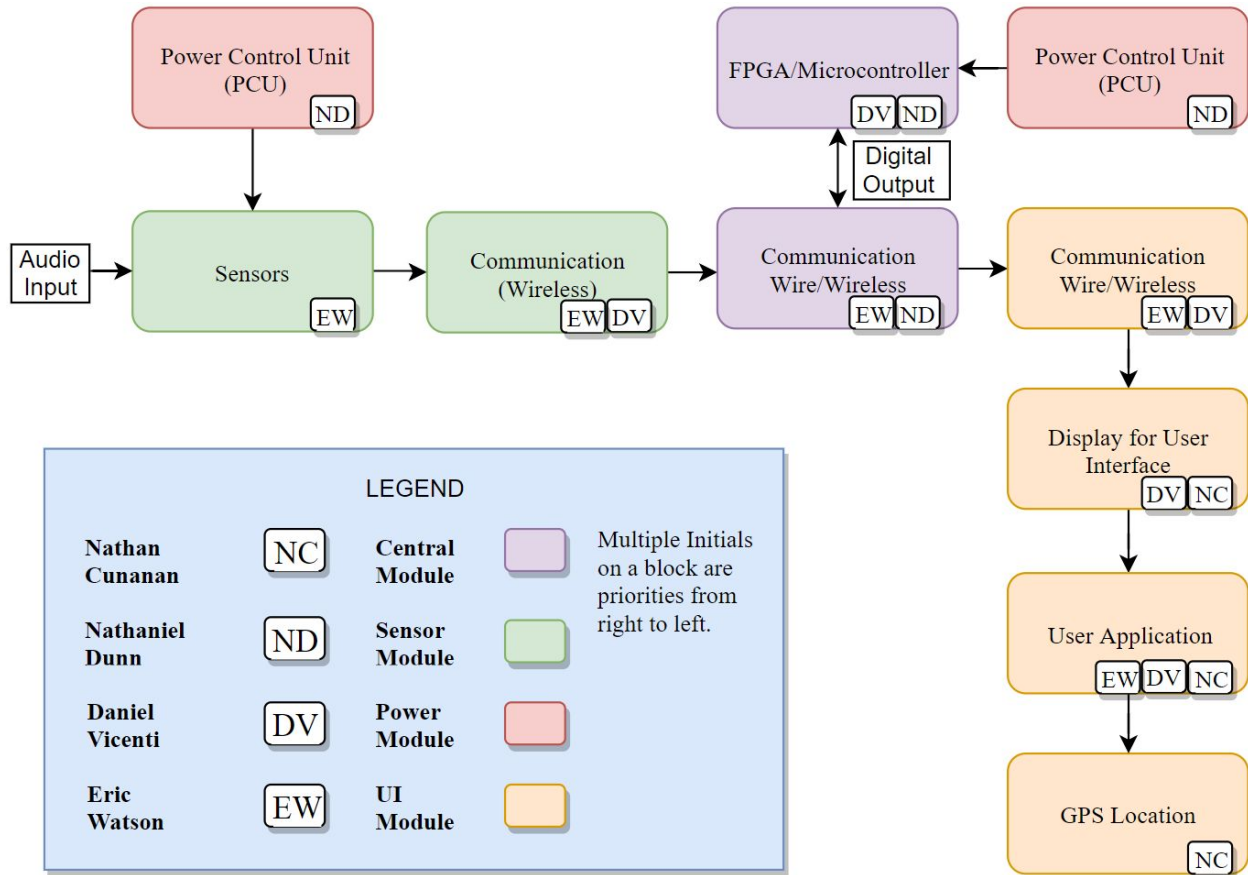 Power Control Unit
(PCU)
ND
FPGA/Microcontroller
DV ND
Power Control Unit
(PCU)
ND
Digital
Output
Audio
Input
Sensors
EW
Communication
(Wireless)
EW DV
Communication
Wire/Wireless
EW ND
Communication
Wire/Wireless
EW DV
Display for User
Interface
DV NC
User Application
EW DV NC
GPS Location
NC
LEGEND
Nathan
Cunanan
NC
Central
Module
Multiple Initials
on a block are
priorities from
right to left.
Nathaniel
Dunn
ND
Sensor
Module
Daniel
Vicenti
DV
Power
Module
Eric
Watson
EW
UI
Module